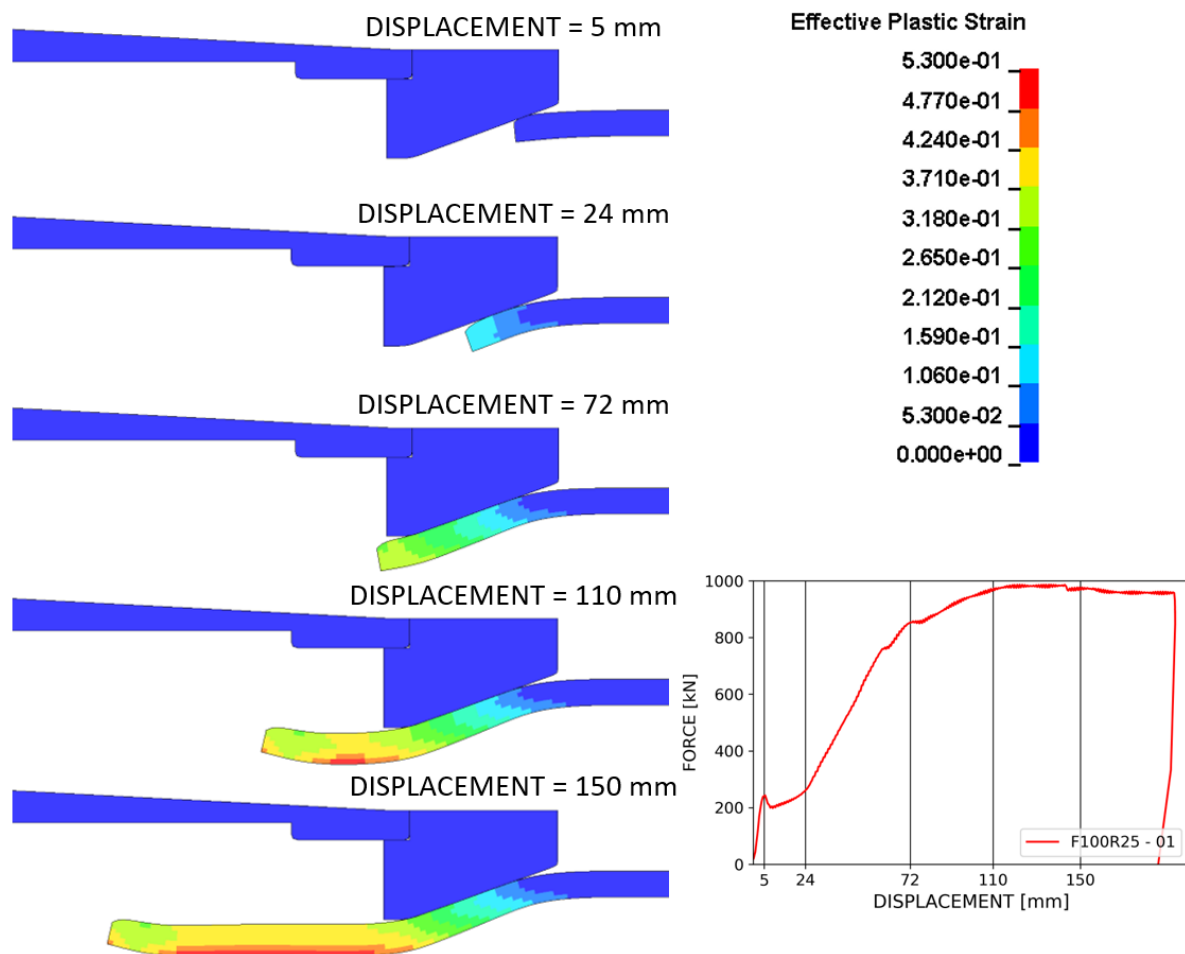 DISPLACEMENT = 5 mm
DISPLACEMENT = 24 mm
DISPLACEMENT = 72 mm
DISPLACEMENT = 110 mm
DISPLACEMENT = 150 mm
Effective Plastic Strain
5.300e-01
4.770e-01
4.240e-01
3.710e-01
3.180e-01
2.650e-01
2.120e-01
1.590e-01
1.060e-01
5.300e-02
0.000e+00
1000
800
600
400
200
0
FORCE [kN]
F100R25 - 01
5 24 72 110 150
DISPLACEMENT [mm]